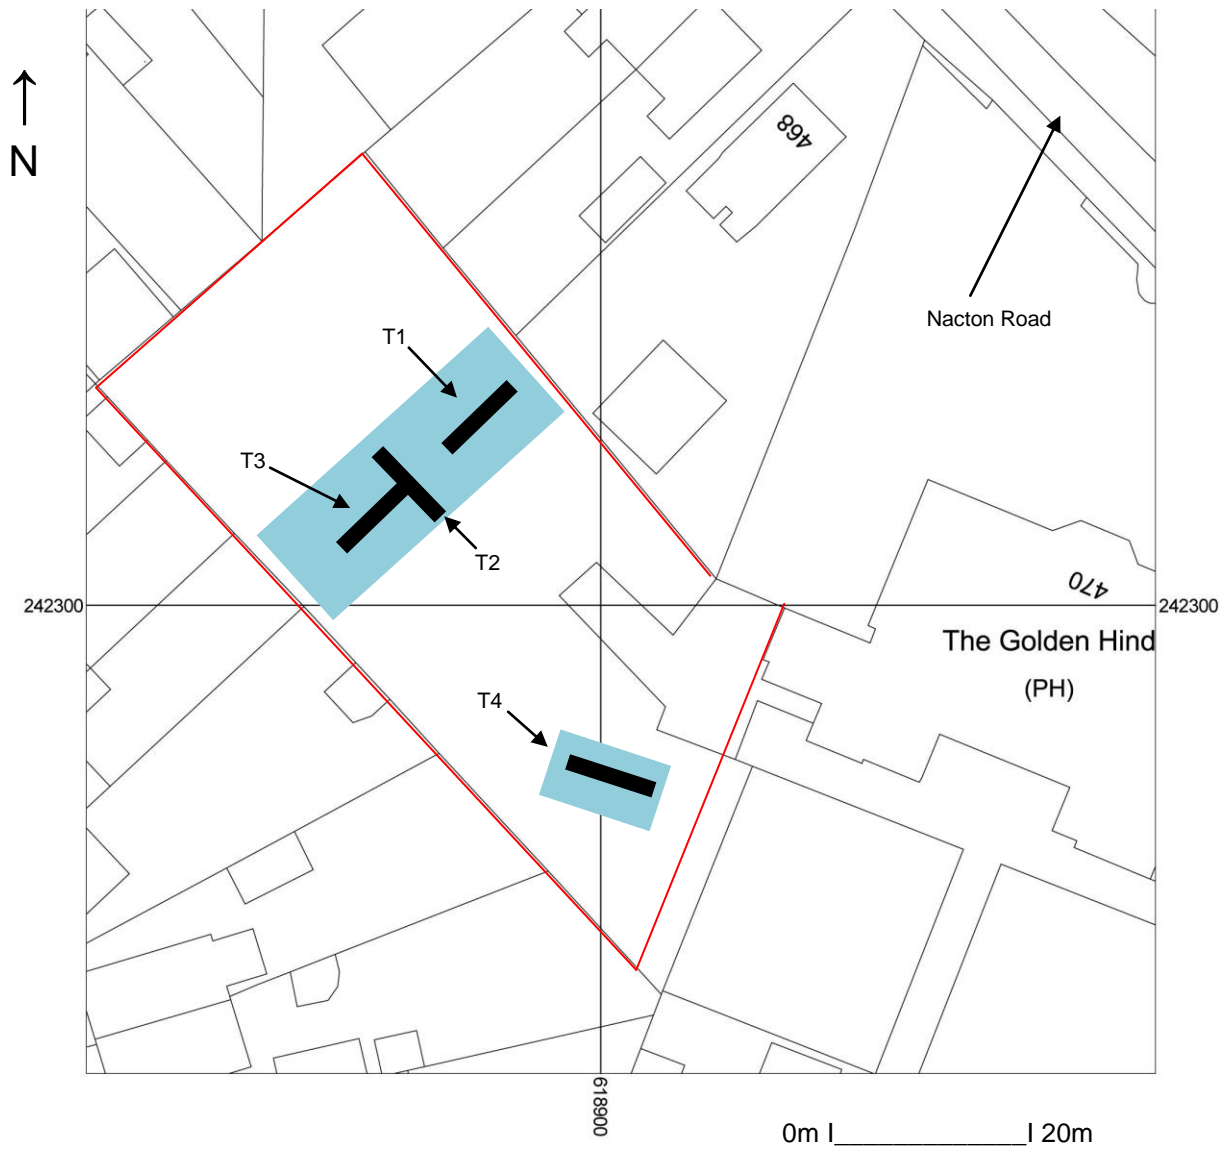 N
468
Nacton Road
T1
T3
T2
470
242300
242300
The Golden Hind
(PH)
T4
618900
0m I_____________I 20m